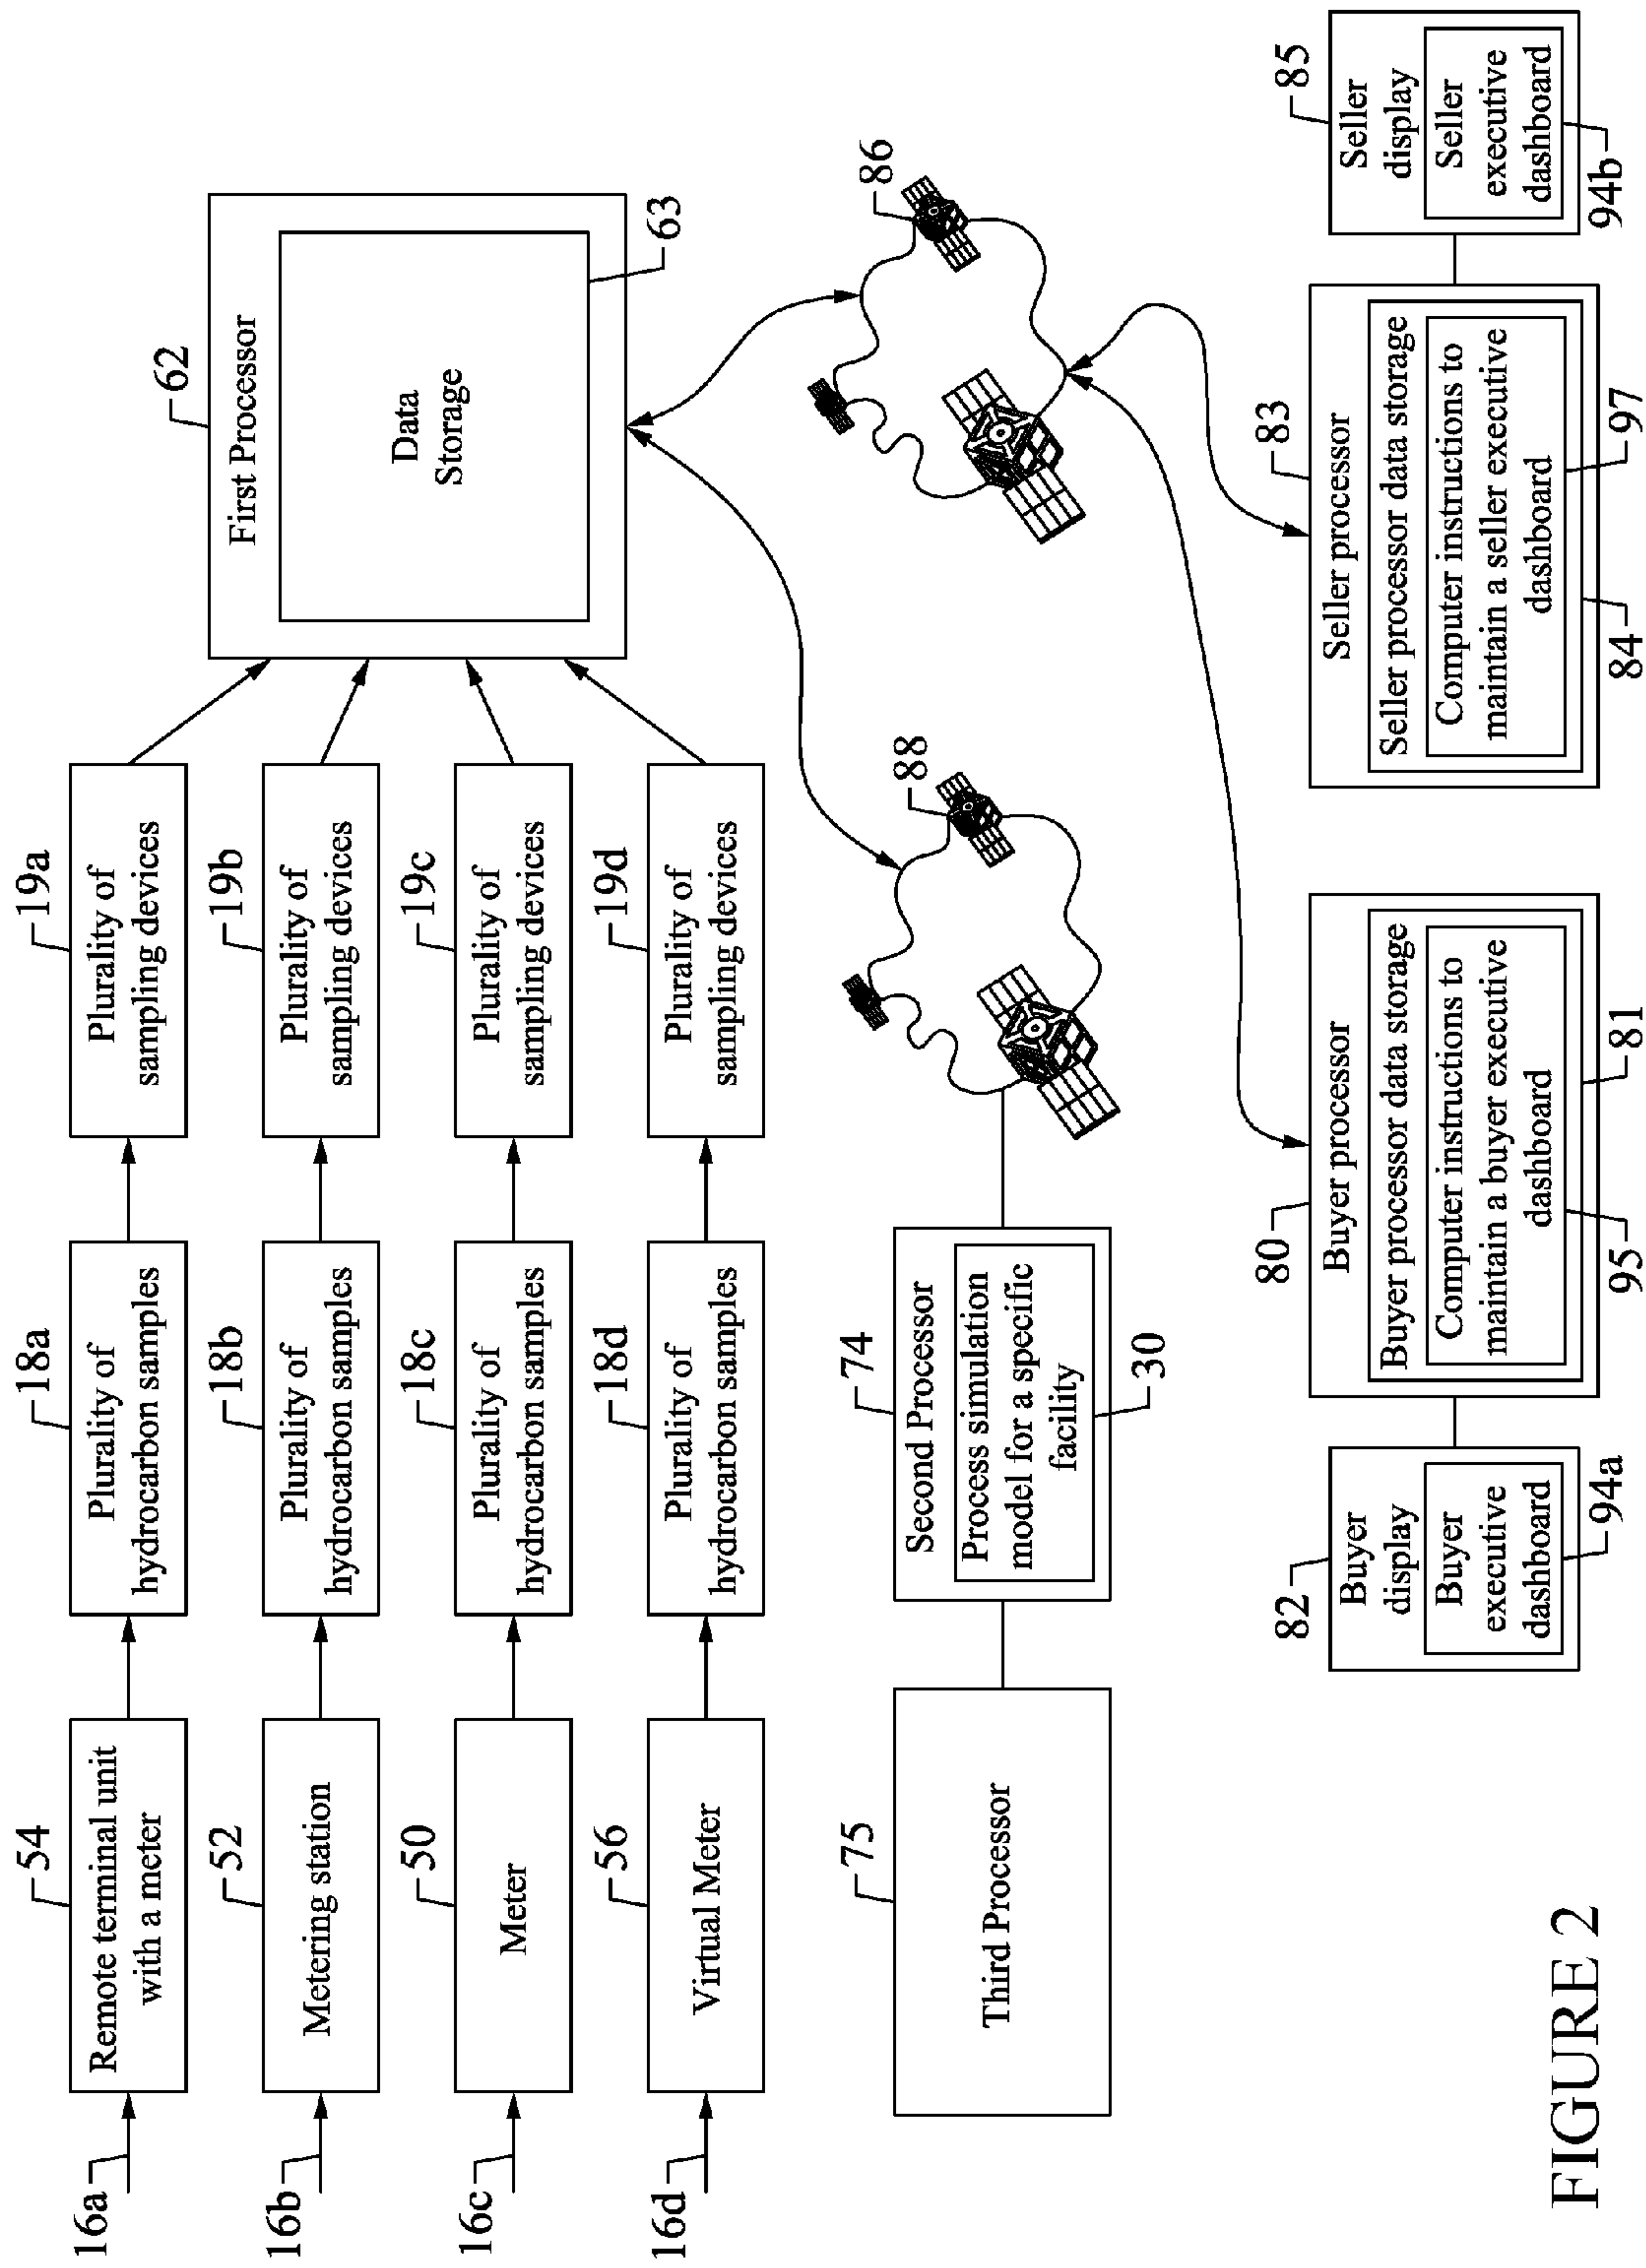 16a
54
Remote terminal unit
with a meter
18a
Plurality of
hydrocarbon samples
19a
Plurality of
sampling devices
16b
52
Metering station
18b
Plurality of
hydrocarbon samples
19b
Plurality of
sampling devices
16c
50
Meter
18c
Plurality of
hydrocarbon samples
19c
Plurality of
sampling devices
16d
56
Virtual Meter
18d
Plurality of
hydrocarbon samples
19d
Plurality of
sampling devices
62
First Processor
Data
Storage
63
75
Third Processor
74
Second Processor
Process simulation
model for a specific
facility
30
88
86
82
Buyer
display
Buyer
executive
dashboard
94a
80
Buyer processor
Buyer processor data storage
Computer instructions to
maintain a buyer executive
dashboard
95
81
83
Seller processor
Seller processor data storage
Computer instructions to
maintain a seller executive
dashboard
84
97
85
Seller
display
Seller
executive
dashboard
94b
FIGURE 2